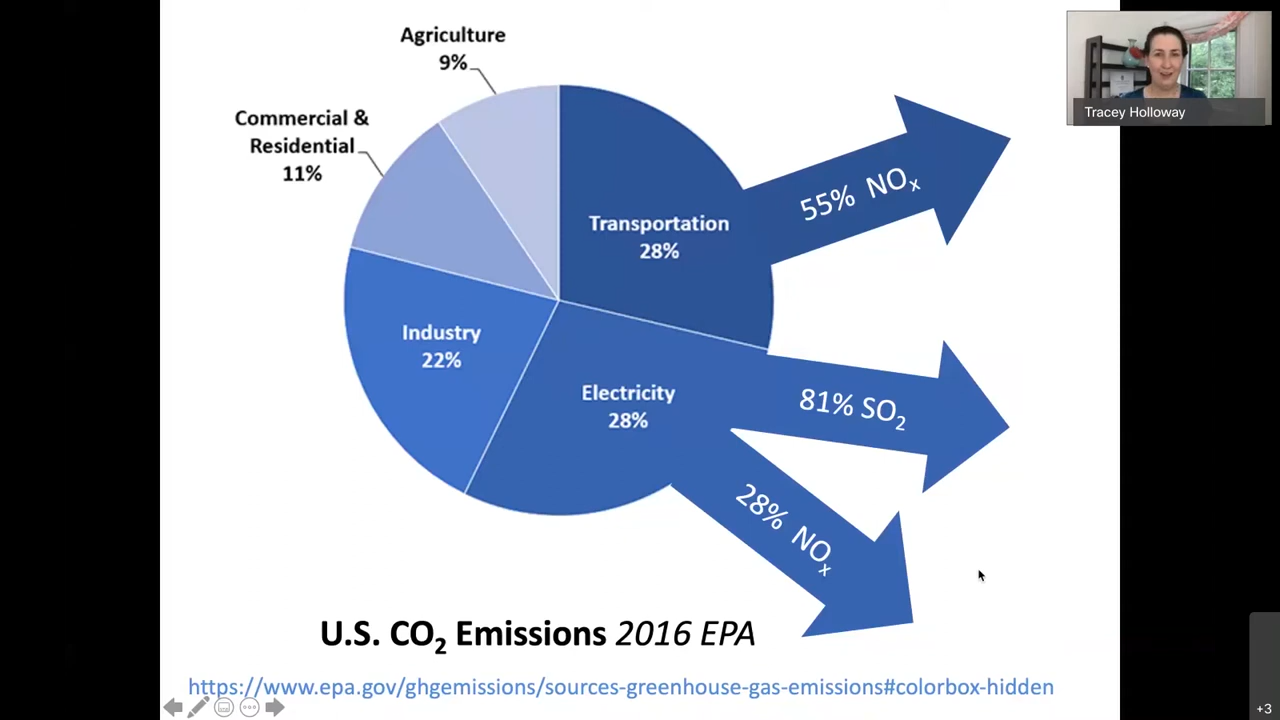 Agriculture
9%
Commercial &
Residential
11%
Transportation
28%
Industry
22%
Electricity
28%
55% NOx
81% SO2
28% NOx
U.S. CO2 Emissions 2016 EPA
https://www.epa.gov/ghgemissions/sources-greenhouse-gas-emissions#colorbox-hidden
Tracey Holloway
+3